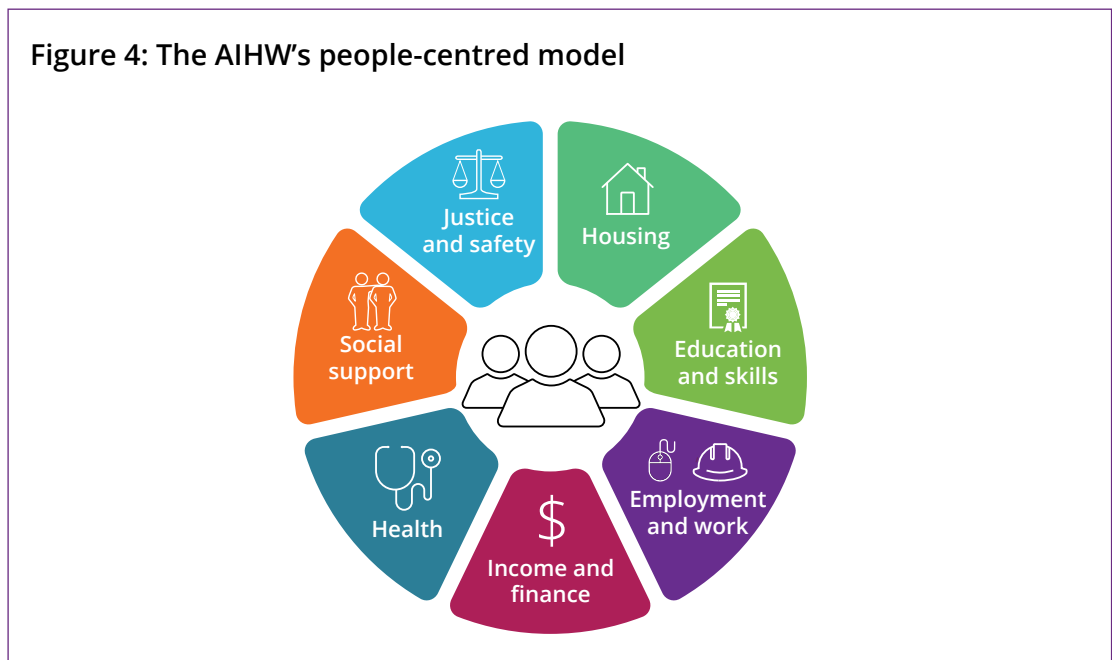 Figure 4: The AIHW’s people-centred model
Justice
and safety
Housing
Social
support
Education
and skills
Health
$
Employment
and work
Income and
finance